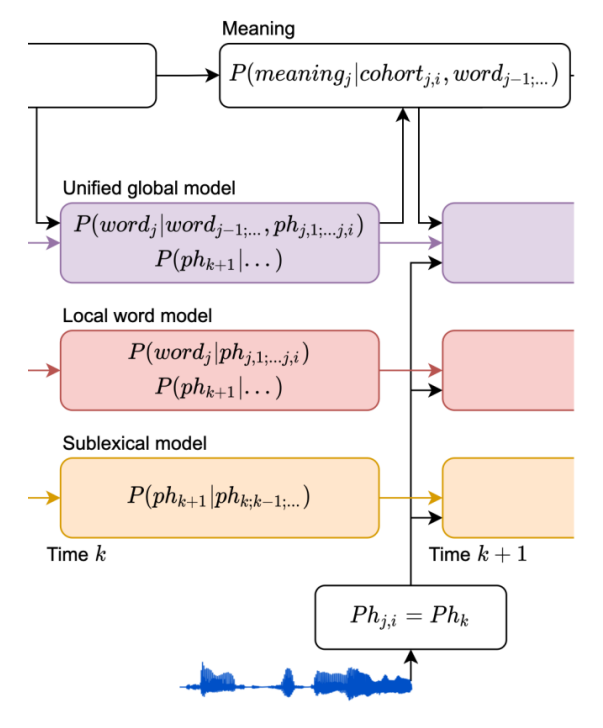 Meaning
P(meaning_j|cohort_{j,i}, word_{j−1;...})
Unified global model
P(word_j|word_{j−1;...}, ph_{j,1;...j,i})
P(ph_{k+1}|...)
Local word model
P(word_j|ph_{j,1;...j,i})
P(ph_{k+1}|...)
Sublexical model
P(ph_{k+1}|ph_{k;k−1;...})
Time k
Time k + 1
Ph_{j,i} = Ph_k